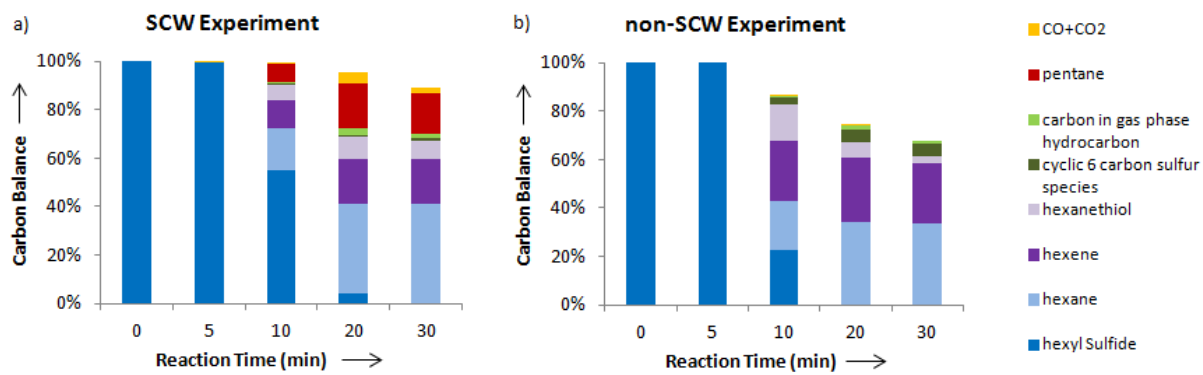 a)
SCW Experiment
100%
80%
60%
40%
20%
0%
Carbon Balance
0 5 10 20 30
Reaction Time (min)
b)
non-SCW Experiment
100%
80%
60%
40%
20%
0%
Carbon Balance
0 5 10 20 30
Reaction Time (min)
CO+CO2
pentane
carbon in gas phase
hydrocarbon
cyclic 6 carbon sulfur
species
hexanethiol
hexene
hexane
hexyl Sulfide